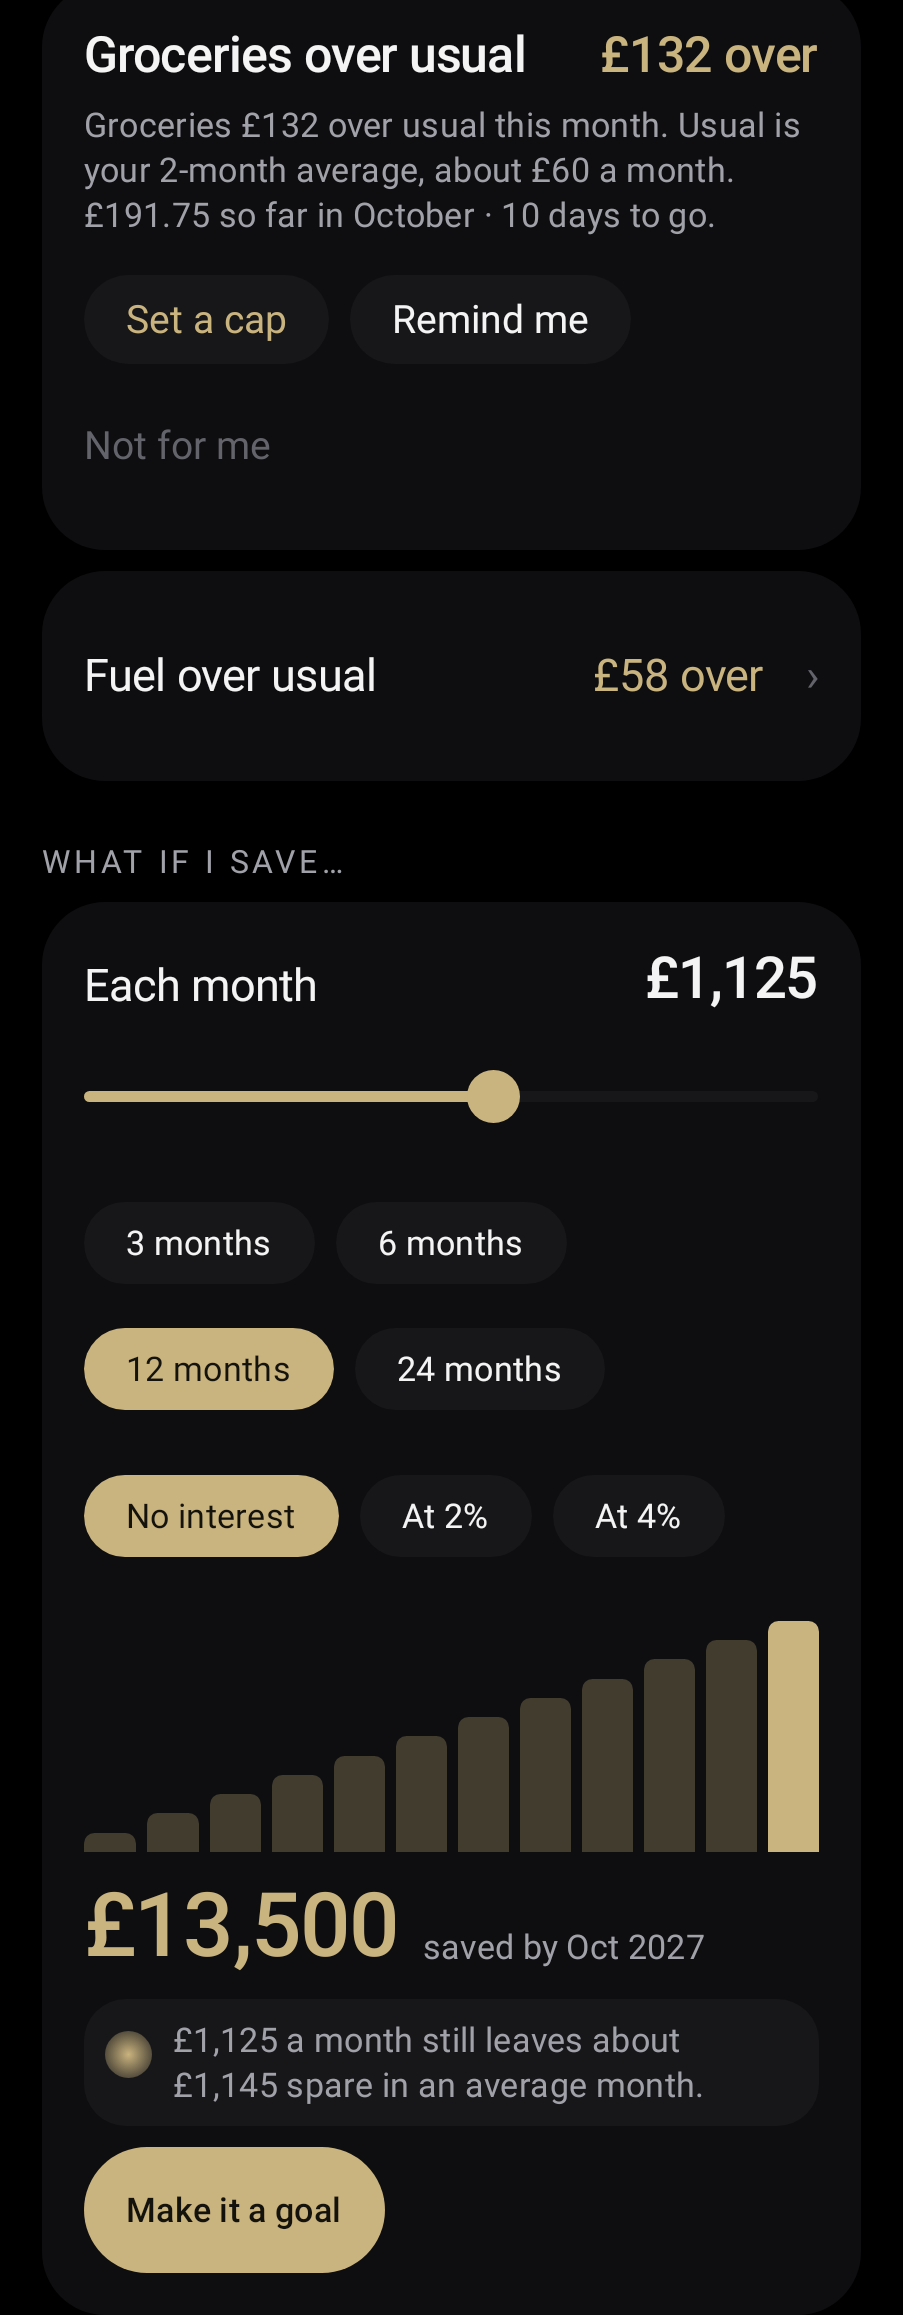 Groceries over usual £132 over
Groceries £132 over usual this month. Usual is
your 2-month average, about £60 a month.
£191.75 so far in October · 10 days to go.
Set a cap Remind me
Not for me
Fuel over usual £58 over ›
WHAT IF I SAVE…
Each month £1,125
3 months 6 months
12 months 24 months
No interest At 2% At 4%
£13,500 saved by Oct 2027
£1,125 a month still leaves about
£1,145 spare in an average month.
Make it a goal